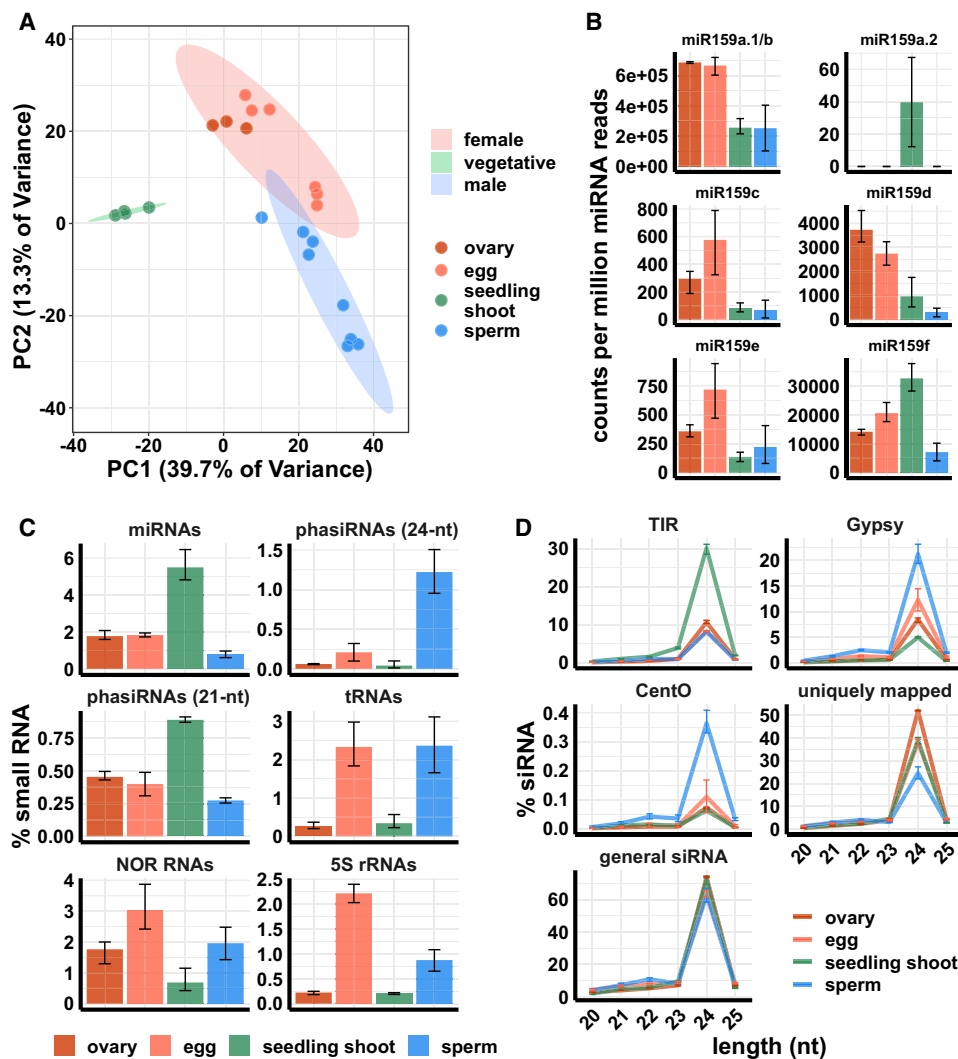 A
40
20
0
-20
-40
-40
-20
0
20
40
PC2 (13.3% of Variance)
PC1 (39.7% of Variance)
female
vegetative
male
ovary
egg
seedling
shoot
sperm
B
counts per million miRNA reads
miR159a.1/b
6e+05
4e+05
2e+05
0e+00
miR159a.2
60
40
20
0
miR159c
800
600
400
200
0
miR159d
4000
3000
2000
1000
0
miR159e
750
500
250
0
miR159f
30000
20000
10000
0
C
% small RNA
miRNAs
6
4
2
0
phasiRNAs (24-nt)
1.5
1.0
0.5
0.0
phasiRNAs (21-nt)
0.75
0.50
0.25
0.00
tRNAs
3
2
1
0
NOR RNAs
4
3
2
1
0
5S rRNAs
2.5
2.0
1.5
1.0
0.5
0.0
ovary egg seedling shoot sperm
D
% siRNA
TIR
30
20
10
0
Gypsy
20
15
10
5
0
CentO
0.4
0.3
0.2
0.1
0.0
uniquely mapped
50
40
30
20
10
0
20 21 22 23 24 25
general siRNA
80
60
40
20
0
20 21 22 23 24 25
length (nt)
ovary
egg
seedling shoot
sperm